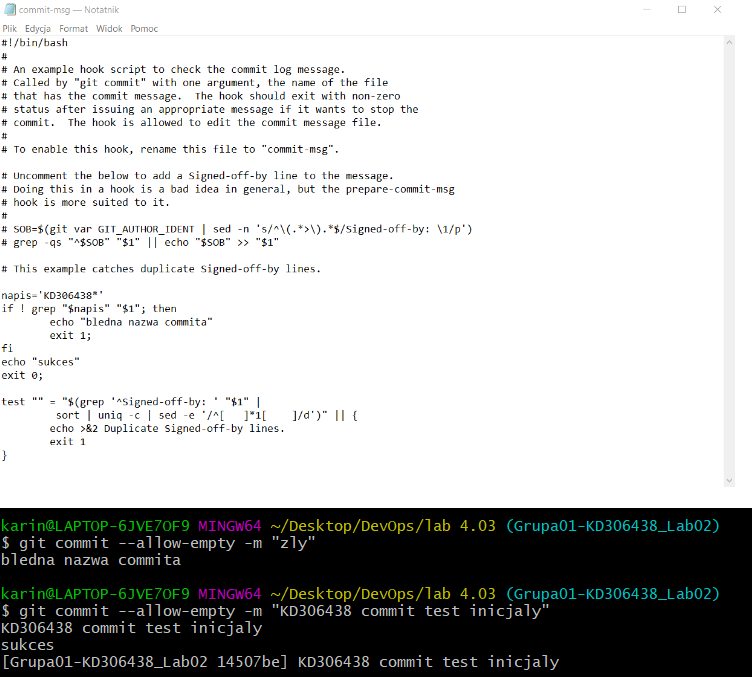 commit-msg — Notatnik
Plik Edycja Format Widok Pomoc
#!/bin/bash
#
# An example hook script to check the commit log message.
# Called by "git commit" with one argument, the name of the file
# that has the commit message.  The hook should exit with non-zero
# status after issuing an appropriate message if it wants to stop the
# commit.  The hook is allowed to edit the commit message file.
#
# To enable this hook, rename this file to "commit-msg".

# Uncomment the below to add a Signed-off-by line to the message.
# Doing this in a hook is a bad idea in general, but the prepare-commit-msg
# hook is more suited to it.
#
# SOB=$(git var GIT_AUTHOR_IDENT | sed -n 's/^\(.*>\).*$/Signed-off-by: \1/p')
# grep -qs "^$SOB" "$1" || echo "$SOB" >> "$1"

# This example catches duplicate Signed-off-by lines.

napis='KD306438*'
if ! grep "$napis" "$1"; then
        echo "bledna nazwa commita"
        exit 1;
fi
echo "sukces"
exit 0;

test "" = "$(grep '^Signed-off-by: ' "$1" |
         sort | uniq -c | sed -e '/^[   ]*1[    ]/d')" || {
        echo >&2 Duplicate Signed-off-by lines.
        exit 1
}
karin@LAPTOP-6JVE7OF9 MINGW64 ~/Desktop/DevOps/lab 4.03 (Grupa01-KD306438_Lab02)
$ git commit --allow-empty -m "zly"
bledna nazwa commita

karin@LAPTOP-6JVE7OF9 MINGW64 ~/Desktop/DevOps/lab 4.03 (Grupa01-KD306438_Lab02)
$ git commit --allow-empty -m "KD306438 commit test inicjaly"
KD306438 commit test inicjaly
sukces
[Grupa01-KD306438_Lab02 14507be] KD306438 commit test inicjaly